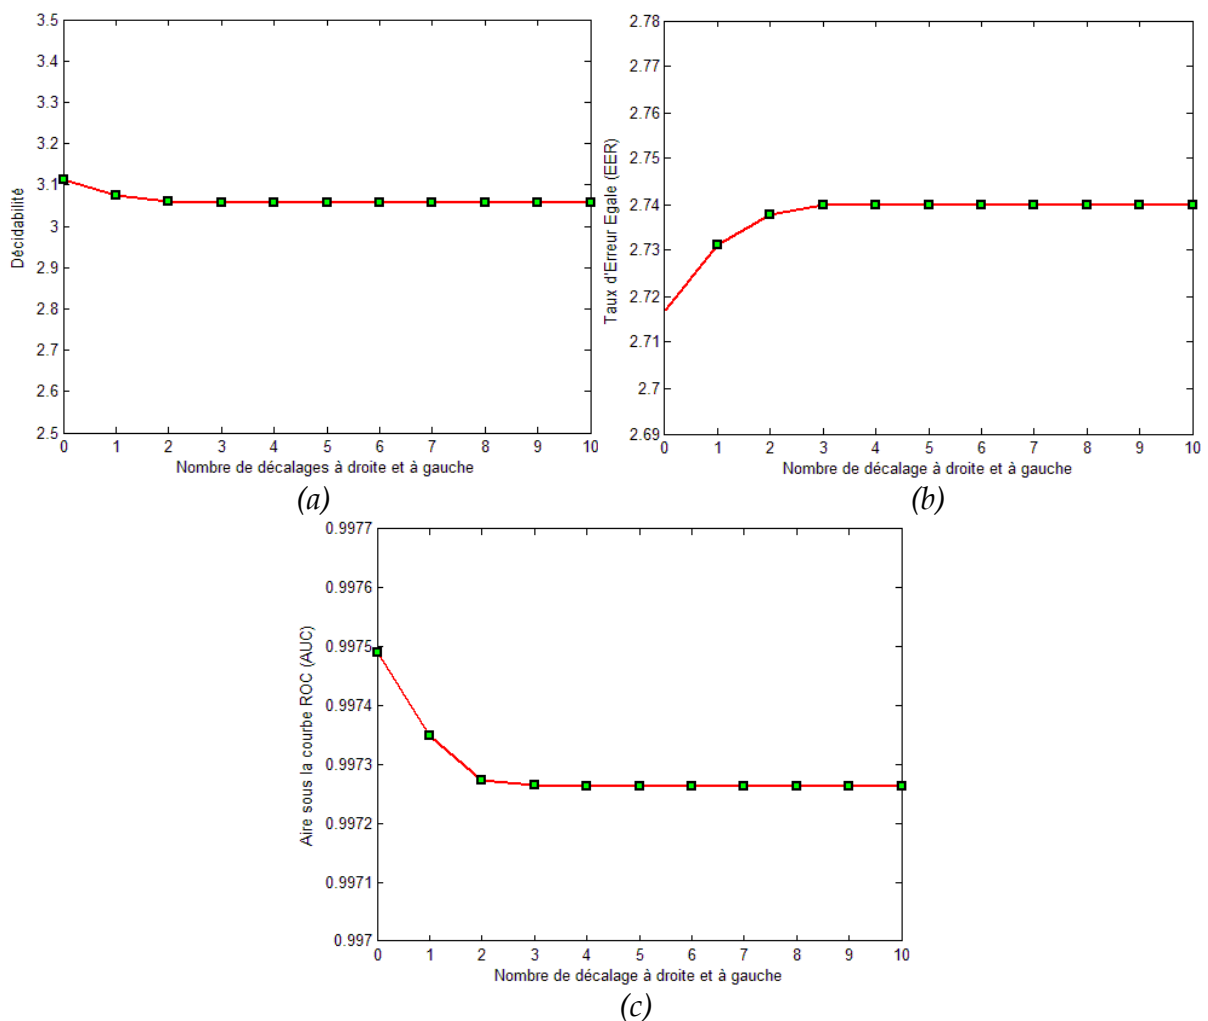 3.5
3.4
3.3
3.2
3.1
3
2.9
2.8
2.7
2.6
2.5
Décidabilité
0 1 2 3 4 5 6 7 8 9 10
Nombre de décalages à droite et à gauche
(a)
2.78
2.77
2.76
2.75
2.74
2.73
2.72
2.71
2.7
2.69
Taux d'Erreur Egale (EER)
0 1 2 3 4 5 6 7 8 9 10
Nombre de décalage à droite et à gauche
(b)
0.9977
0.9976
0.9975
0.9974
0.9973
0.9972
0.9971
0.997
Aire sous la courbe ROC (AUC)
0 1 2 3 4 5 6 7 8 9 10
Nombre de décalage à droite et à gauche
(c)